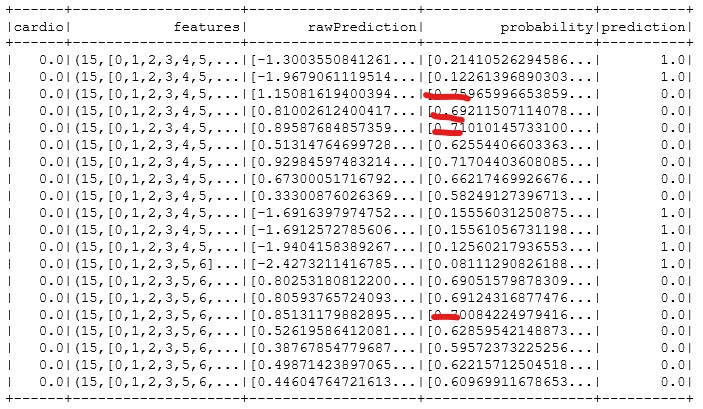 +------+--------------------+--------------------+--------------------+----------+
|cardio|            features|       rawPrediction|         probability|prediction|
+------+--------------------+--------------------+--------------------+----------+
|   0.0|(15,[0,1,2,3,4,5,...|[-1.3003550841261...|[0.21410526294586...|       1.0|
|   0.0|(15,[0,1,2,3,4,5,...|[-1.9679061119514...|[0.12261396890303...|       1.0|
|   0.0|(15,[0,1,2,3,4,5,...|[1.15081619400394...|[0.75965996653859...|       0.0|
|   0.0|(15,[0,1,2,3,4,5,...|[0.81002612400417...|[0.69211507114078...|       0.0|
|   0.0|(15,[0,1,2,3,4,5,...|[0.89587684857359...|[0.71010145733100...|       0.0|
|   0.0|(15,[0,1,2,3,4,5,...|[0.51314764699728...|[0.62554406603363...|       0.0|
|   0.0|(15,[0,1,2,3,4,5,...|[0.92984597483214...|[0.71704403608085...|       0.0|
|   0.0|(15,[0,1,2,3,4,5,...|[0.67300051716792...|[0.66217469926676...|       0.0|
|   0.0|(15,[0,1,2,3,4,5,...|[0.33300876026369...|[0.58249127396713...|       0.0|
|   0.0|(15,[0,1,2,3,4,5,...|[-1.6916397974752...|[0.15556031250875...|       1.0|
|   0.0|(15,[0,1,2,3,4,5,...|[-1.6912572785606...|[0.15561056731198...|       1.0|
|   0.0|(15,[0,1,2,3,4,5,...|[-1.9404158389267...|[0.12560217936553...|       1.0|
|   0.0|(15,[0,1,2,3,5,6]...|[-2.4273211416785...|[0.08111290826188...|       1.0|
|   0.0|(15,[0,1,2,3,5,6,...|[0.80253180812200...|[0.69051579878309...|       0.0|
|   0.0|(15,[0,1,2,3,5,6,...|[0.80593765724093...|[0.69124316877476...|       0.0|
|   0.0|(15,[0,1,2,3,5,6,...|[0.85131179882895...|[0.70084224979416...|       0.0|
|   0.0|(15,[0,1,2,3,5,6,...|[0.52619586412081...|[0.62859542148873...|       0.0|
|   0.0|(15,[0,1,2,3,5,6,...|[0.38767854779687...|[0.59572373225256...|       0.0|
|   0.0|(15,[0,1,2,3,5,6,...|[0.49871423897065...|[0.62215712504518...|       0.0|
|   0.0|(15,[0,1,2,3,5,6,...|[0.44604764721613...|[0.60969911678653...|       0.0|
+------+--------------------+--------------------+--------------------+----------+